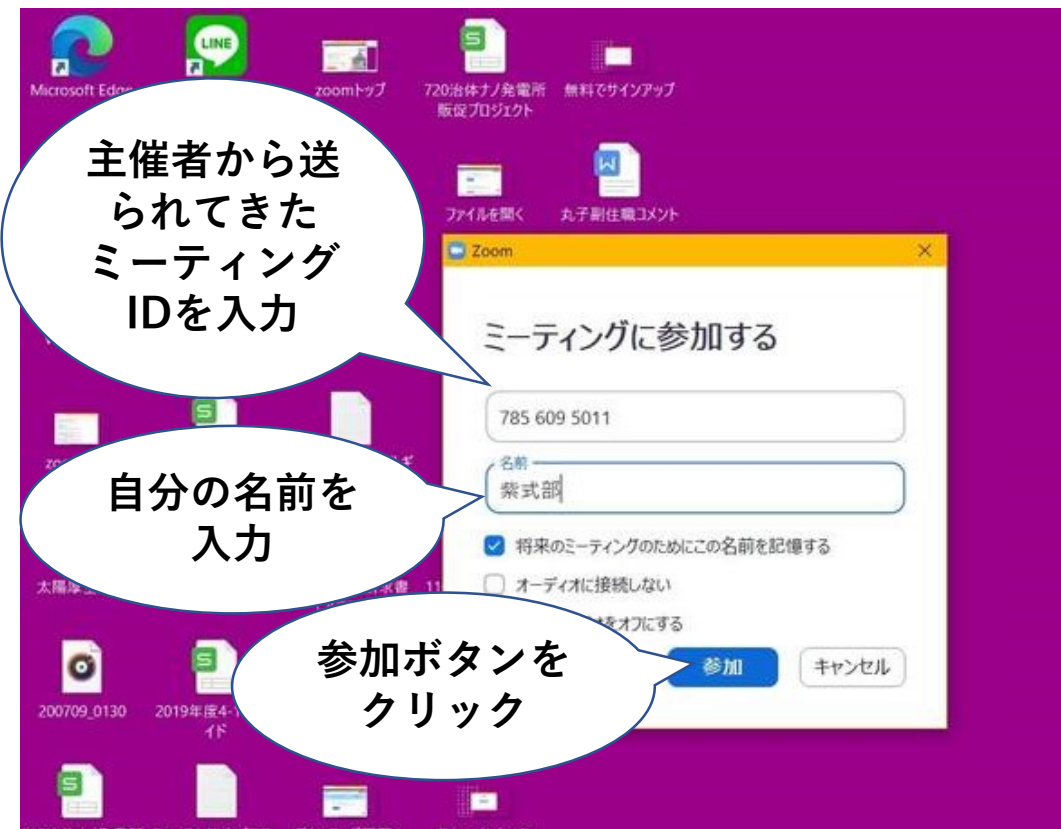 LINE
Microsoft Edge
zoomトップ
720治体ナノ発電所
販促プロジェクト
無料でサインアップ
主催者から送
られてきた
ミーティング
IDを入力
ファイルを開く
丸子副住職コメント
Zoom
ミーティングに参加する
785 609 5011
名前
紫式部
自分の名前を
入力
将来のミーティングのためにこの名前を記憶する
オーディオに接続しない
をオフにする
参加ボタンを
クリック
参加
キャンセル
200709_0130
2019年度4-1
イド